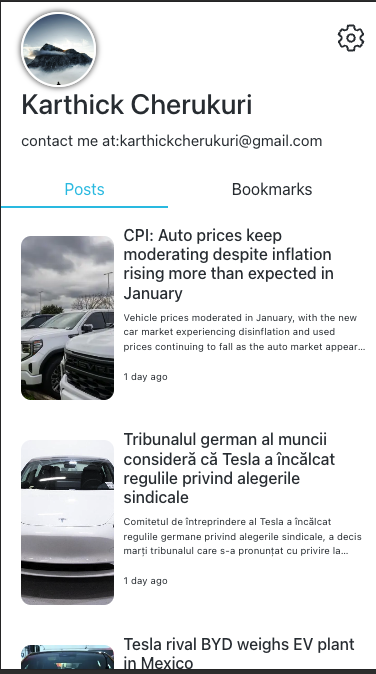 Karthick Cherukuri
contact me at:karthickcherukuri@gmail.com
Posts
Bookmarks
CPI: Auto prices keep
moderating despite inflation
rising more than expected in
January
Vehicle prices moderated in January, with the new
car market experiencing disinflation and used
prices continuing to fall as the auto market appear...
1 day ago
Tribunalul german al muncii
consideră că Tesla a încălcat
regulile privind alegerile
sindicale
Comitetul de întreprindere al Tesla a încălcat
regulile germane privind alegerile sindicale, a decis
marți tribunalul care s-a pronunțat cu privire la...
1 day ago
Tesla rival BYD weighs EV plant
in Mexico